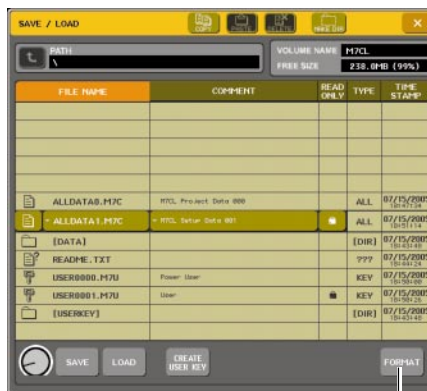 SAVE / LOAD
COPY
PASTE
DELETE
MAKE DIR
PATH
\
VOLUME NAME M7CL
FREE SIZE 238.0MB (99%)
FILE NAME COMMENT READ ONLY TYPE TIME STAMP
ALLDATA0.M7C M7CL Project Data 000 ALL 07/15/2005
ALLDATA1.M7C M7CL Setup Data 001 ALL 07/15/2005
[DATA] [DIR] 07/15/2005
README.TXT ??? 07/15/2005
USER0000.M7U Power User KEY 07/15/2005
USER0001.M7U User KEY 07/15/2005
[USERKEY] [DIR] 07/15/2005
SAVE LOAD CREATE USER KEY FORMAT